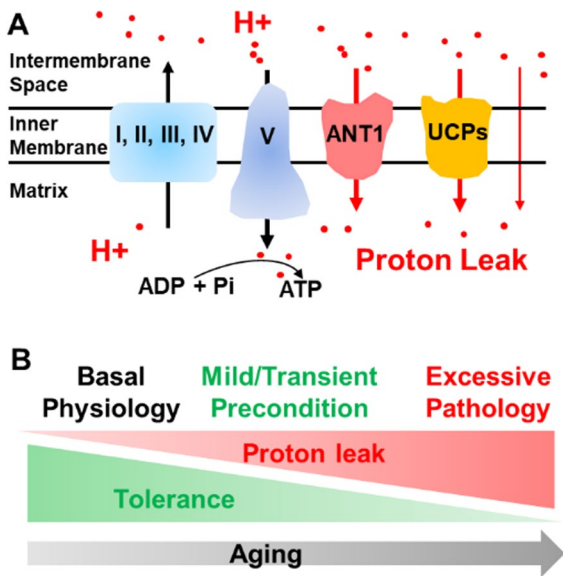 A
H+
Intermembrane
Space
Inner
Membrane
Matrix
I, II, III, IV
V
ANT1
UCPs
H+
Proton Leak
ADP + Pi
ATP
B
Basal
Physiology
Mild/Transient
Precondition
Excessive
Pathology
Proton leak
Tolerance
Aging